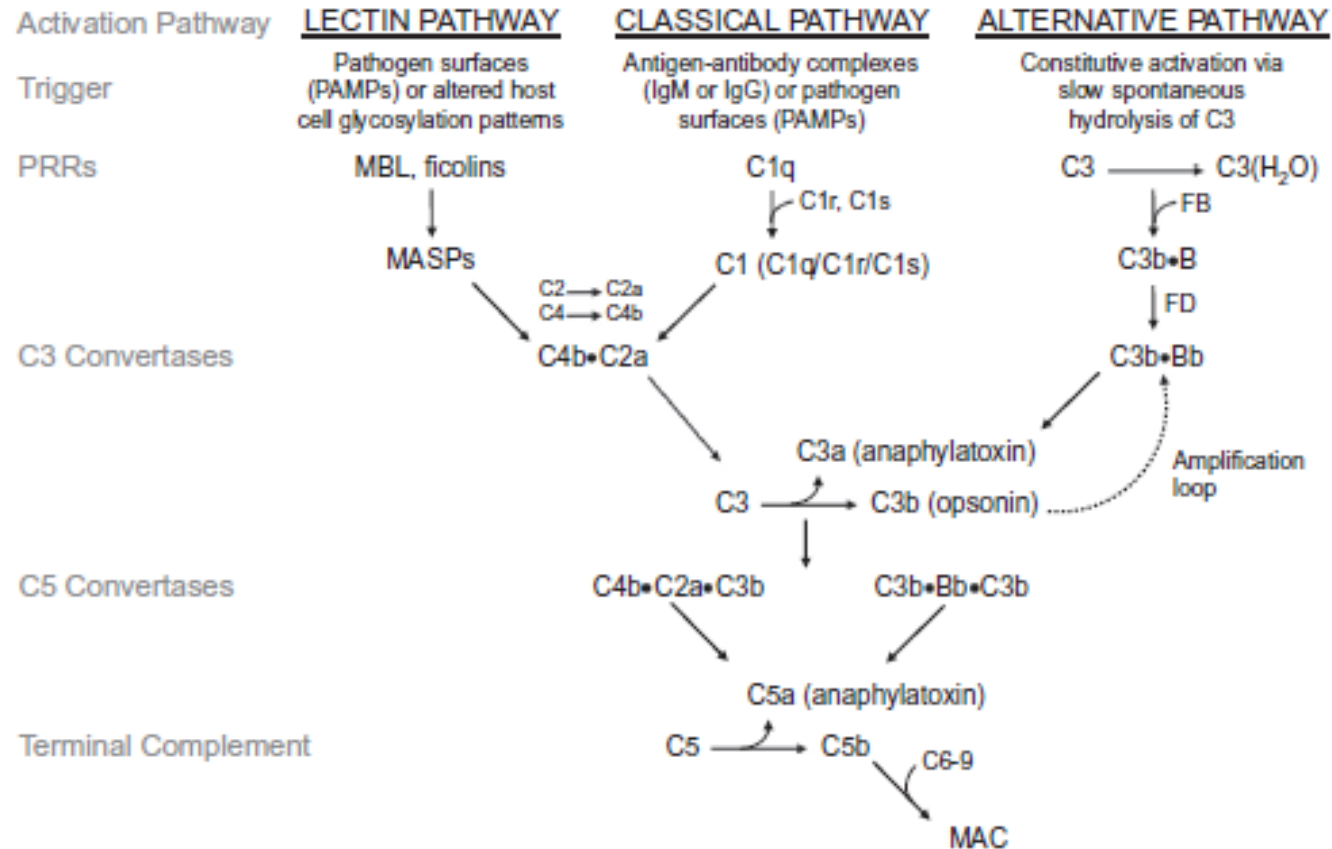 Activation Pathway LECTIN PATHWAY CLASSICAL PATHWAY ALTERNATIVE PATHWAY
Trigger
Pathogen surfaces
(PAMPs) or altered host
cell glycosylation patterns
Antigen-antibody complexes
(IgM or IgG) or pathogen
surfaces (PAMPs)
Constitutive activation via
slow spontaneous
hydrolysis of C3
PRRs MBL, ficolins C1q C3 C3(H₂O)
C1r, C1s FB
MASPs C1 (C1q/C1r/C1s) C3b•B
C2 C2a
C4 C4b
FD
C3 Convertases C4b•C2a C3b•Bb
C3a (anaphylatoxin)
Amplification
loop
C3 C3b (opsonin)
C5 Convertases C4b•C2a•C3b C3b•Bb•C3b
C5a (anaphylatoxin)
Terminal Complement C5 C5b
C6-9
MAC